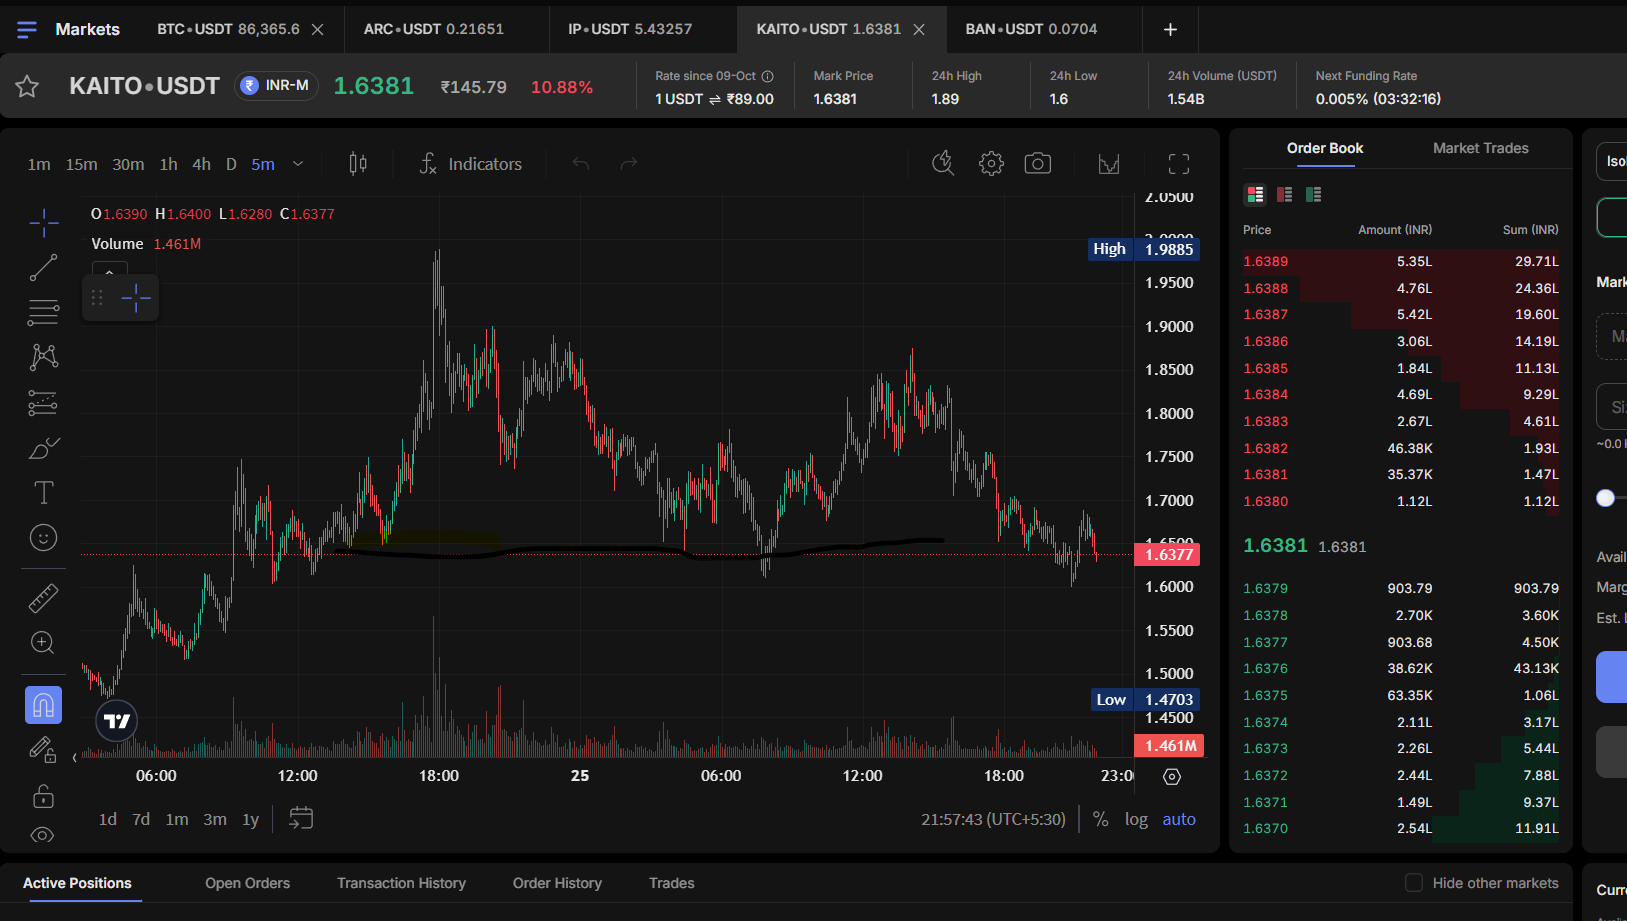 Markets
BTC•USDT 86,365.6
ARC•USDT 0.21651
IP•USDT 5.43257
KAITO•USDT 1.6381
BAN•USDT 0.0704
KAITO•USDT
₹ INR-M
1.6381
₹145.79
10.88%
Rate since 09-Oct
1 USDT ⇌ ₹89.00
Mark Price
1.6381
24h High
1.89
24h Low
1.6
24h Volume (USDT)
1.54B
Next Funding Rate
0.005% (03:32:16)
1m 15m 30m 1h 4h D 5m
Indicators
O1.6390 H1.6400 L1.6280 C1.6377
Volume 1.461M
2.0500
High 1.9885
1.9500
1.9000
1.8500
1.8000
1.7500
1.7000
1.6500
1.6377
1.6000
1.5500
1.5000
Low 1.4703
1.4500
1.461M
06:00 12:00 18:00 25 06:00 12:00 18:00 23:0
1d 7d 1m 3m 1y
21:57:43 (UTC+5:30) % log auto
Order Book Market Trades
Price Amount (INR) Sum (INR)
1.6389 5.35L 29.71L
1.6388 4.76L 24.36L
1.6387 5.42L 19.60L
1.6386 3.06L 14.19L
1.6385 1.84L 11.13L
1.6384 4.69L 9.29L
1.6383 2.67L 4.61L
1.6382 46.38K 1.93L
1.6381 35.37K 1.47L
1.6380 1.12L 1.12L
1.6381 1.6381
1.6379 903.79 903.79
1.6378 2.70K 3.60K
1.6377 903.68 4.50K
1.6376 38.62K 43.13K
1.6375 63.35K 1.06L
1.6374 2.11L 3.17L
1.6373 2.26L 5.44L
1.6372 2.44L 7.88L
1.6371 1.49L 9.37L
1.6370 2.54L 11.91L
~0.0
Est.
Active Positions Open Orders Transaction History Order History Trades
Hide other markets